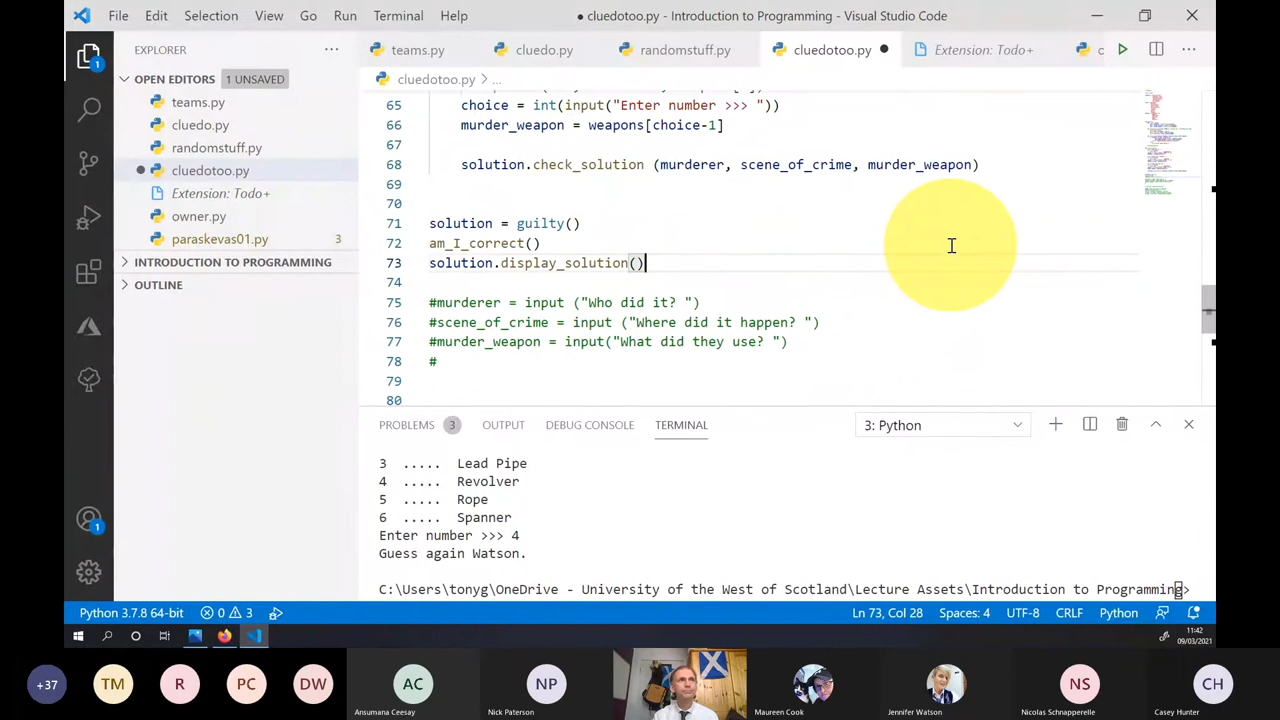 File Edit Selection View Go Run Terminal Help
● cluedotoo.py - Introduction to Programming - Visual Studio Code
EXPLORER
OPEN EDITORS 1 UNSAVED
teams.py
cluedo.py
randomstuff.py
cluedotoo.py
Extension: Todo+
owner.py
paraskevas01.py 3
INTRODUCTION TO PROGRAMMING
OUTLINE
1
1
teams.py cluedo.py randomstuff.py cluedotoo.py ● Extension: Todo+ c
cluedotoo.py > ...
65 choice = int(input("Enter number >>> "))
66 murder_weapon = weapons[choice-1]
67
68 solution.check_solution (murderer, scene_of_crime, murder_weapon)
69
70
71 solution = guilty()
72 am_I_correct()
73 solution.display_solution()
74
75 #murderer = input ("Who did it? ")
76 #scene_of_crime = input ("Where did it happen? ")
77 #murder_weapon = input("What did they use? ")
78 #
79
80
PROBLEMS 3 OUTPUT DEBUG CONSOLE TERMINAL 3: Python
3 ..... Lead Pipe
4 ..... Revolver
5 ..... Rope
6 ..... Spanner
Enter number >>> 4
Guess again Watson.
C:\Users\tonyg\OneDrive - University of the West of Scotland\Lecture Assets\Introduction to Programming>
Python 3.7.8 64-bit 0 3 Ln 73, Col 28 Spaces: 4 UTF-8 CRLF Python
11:42
09/03/2021
+37 TM R PC DW AC NP NS CH
Ansumana Ceesay Nick Paterson Maureen Cook Jennifer Watson Nicolas Schnapperelle Casey Hunter